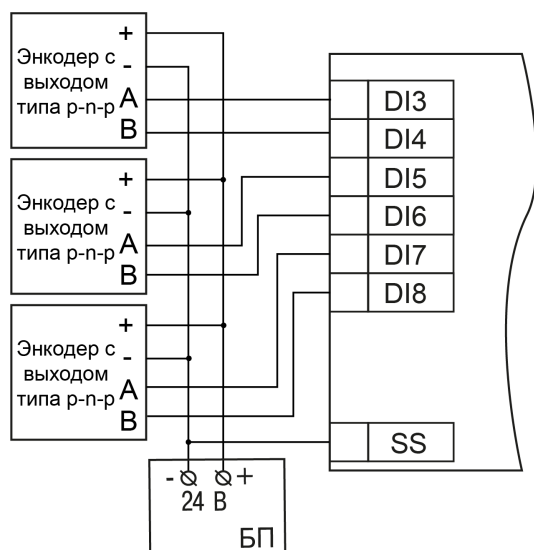 Энкодер с
выходом
типа p-n-p
+
-
A
B
Энкодер с
выходом
типа p-n-p
+
-
A
B
Энкодер с
выходом
типа p-n-p
+
-
A
B
DI3
DI4
DI5
DI6
DI7
DI8
SS
- +
24 В
БП